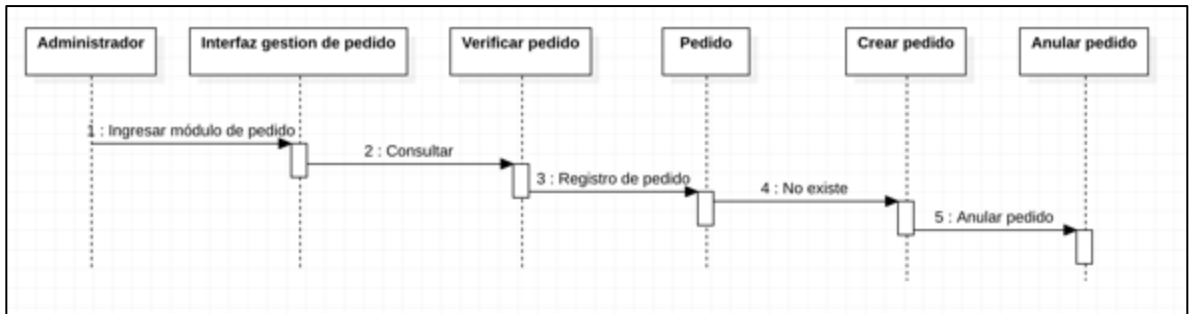 Administrador
Interfaz gestion de pedido
Verificar pedido
Pedido
Crear pedido
Anular pedido
1 : Ingresar módulo de pedido
2 : Consultar
3 : Registro de pedido
4 : No existe
5 : Anular pedido